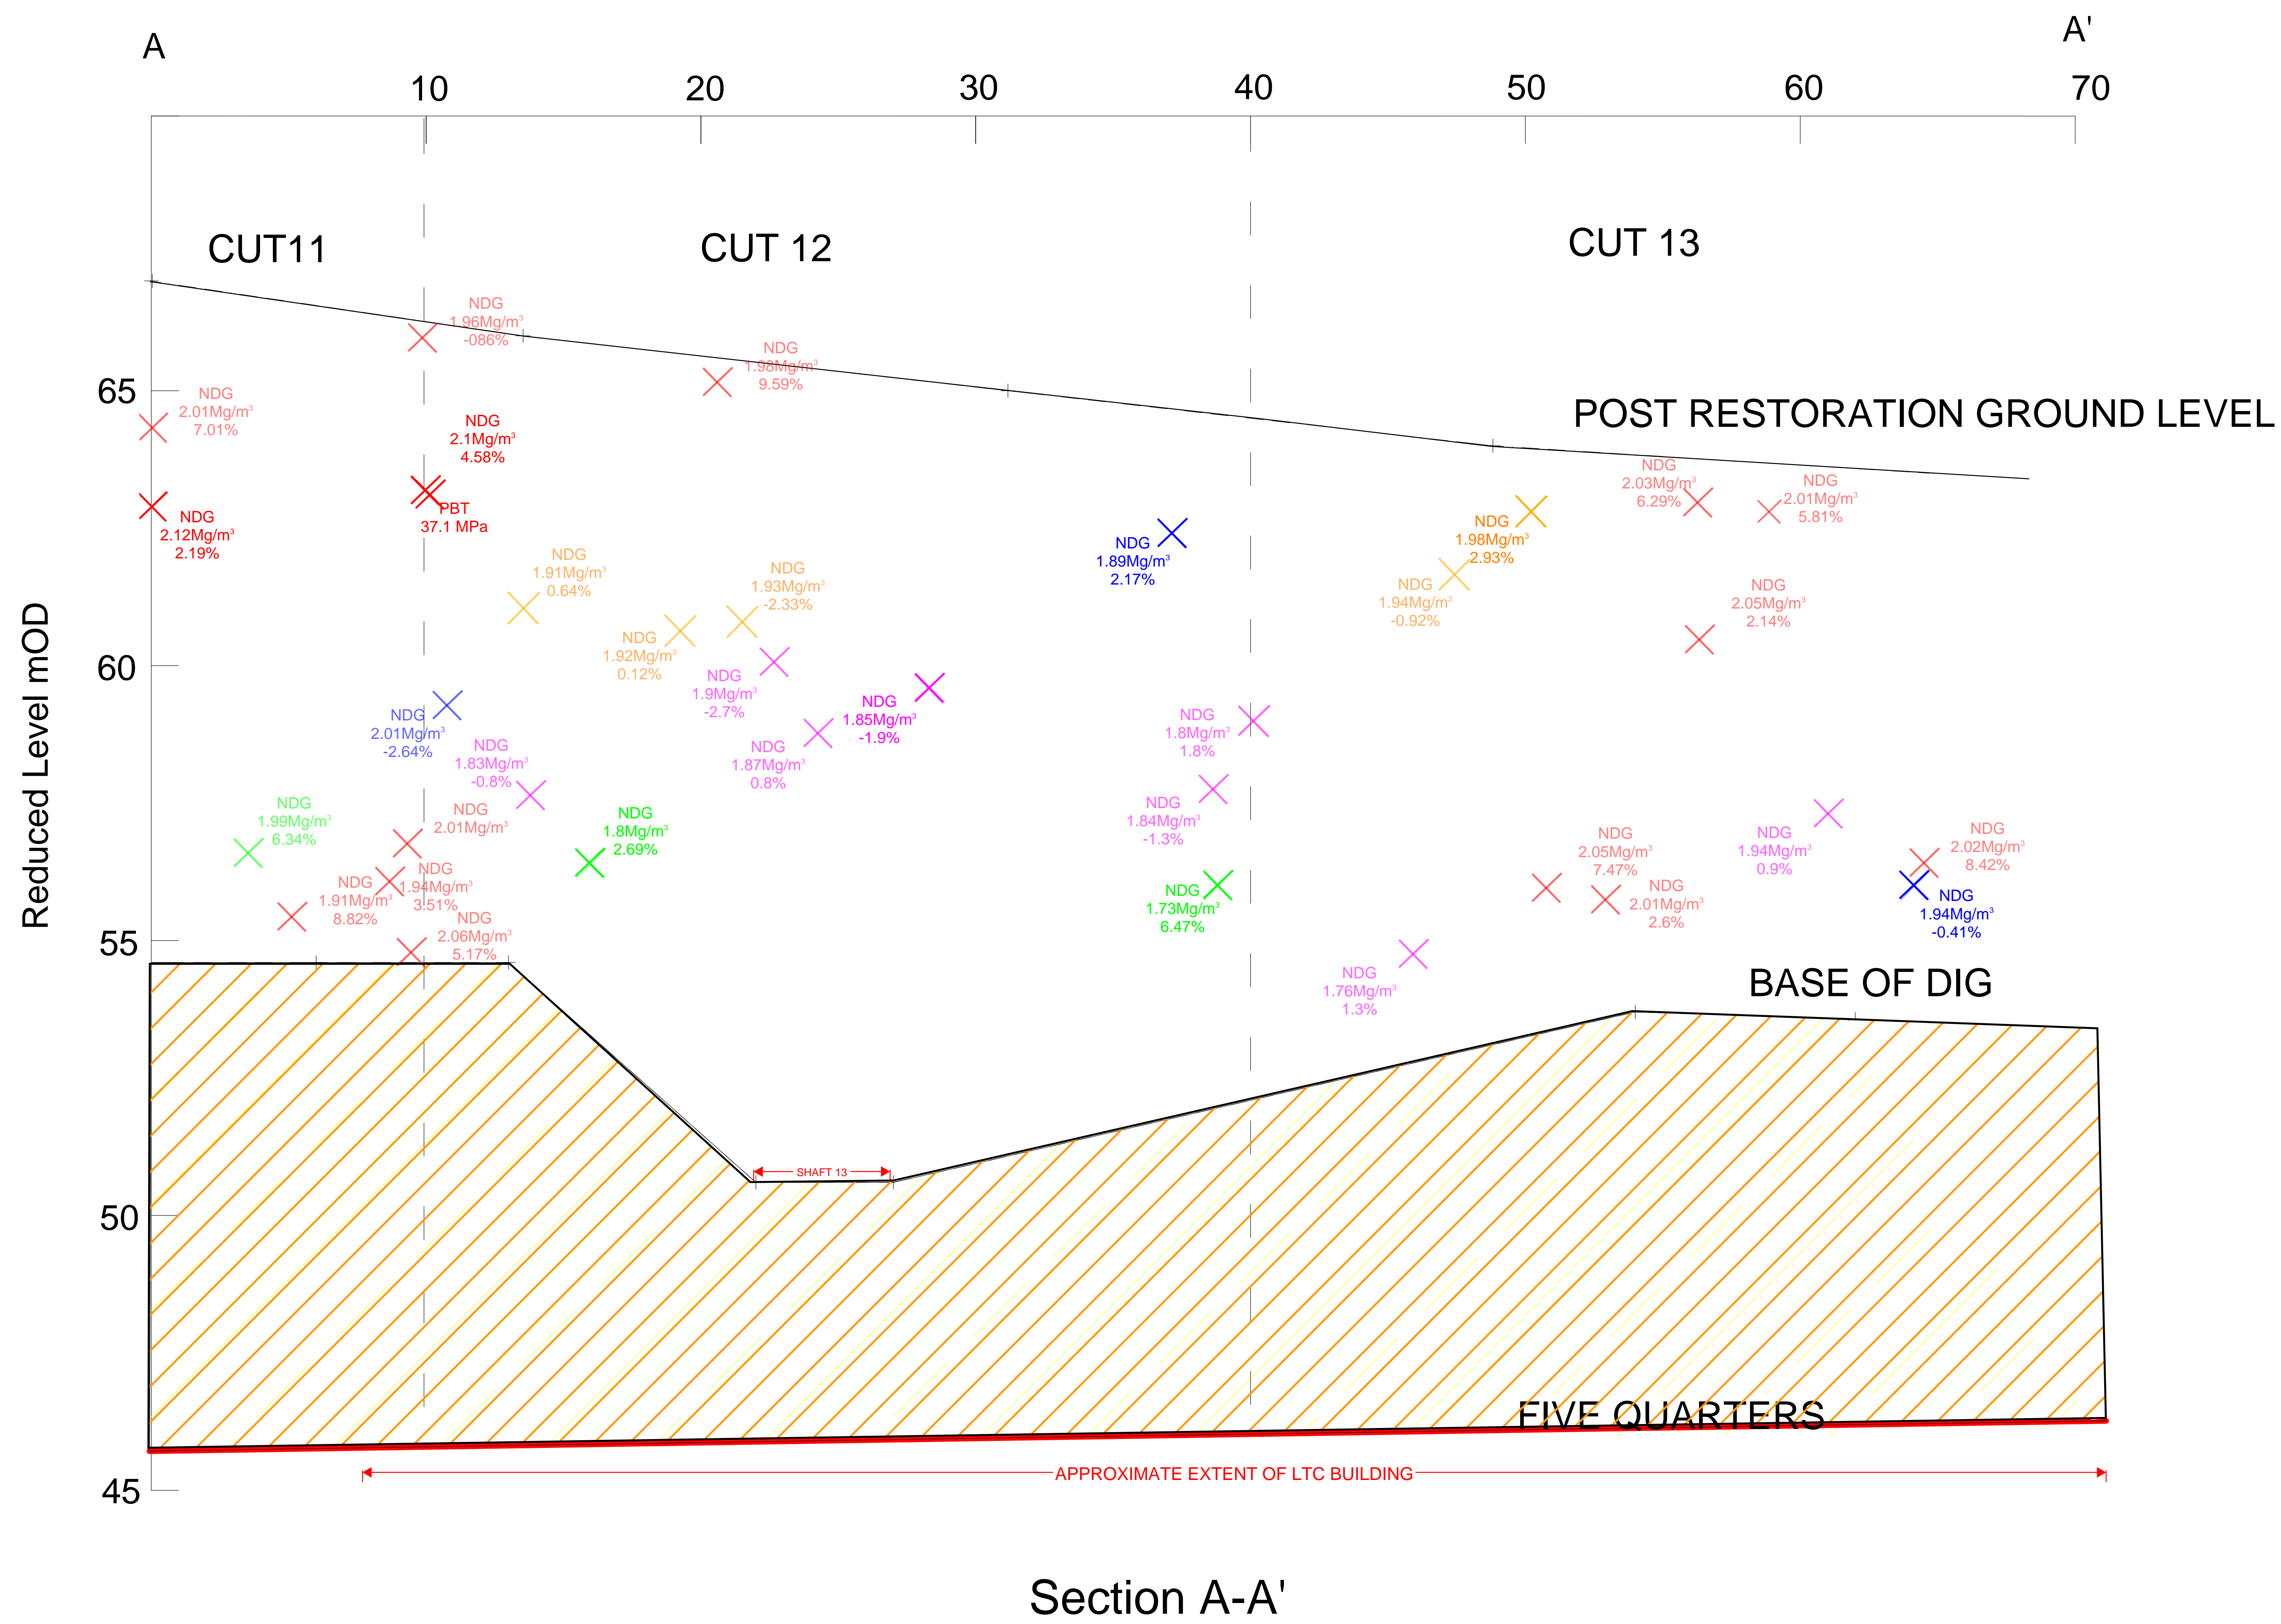 A
A'
10
20
30
40
50
60
70
CUT11
CUT 12
CUT 13
NDG
1.96Mg/m³
-086%
NDG
1.98Mg/m³
9.59%
65
NDG
2.01Mg/m³
7.01%
POST RESTORATION GROUND LEVEL
NDG
2.1Mg/m³
4.58%
PBT
37.1 MPa
NDG
2.12Mg/m³
2.19%
NDG
2.03Mg/m³
6.29%
NDG
2.01Mg/m³
5.81%
NDG
1.98Mg/m³
2.93%
NDG
1.89Mg/m³
2.17%
NDG
1.91Mg/m³
0.64%
NDG
1.93Mg/m³
-2.33%
NDG
1.94Mg/m³
-0.92%
NDG
2.05Mg/m³
2.14%
Reduced Level mOD
60
NDG
1.92Mg/m³
0.12%
NDG
1.9Mg/m³
-2.7%
NDG
1.85Mg/m³
-1.9%
NDG
2.01Mg/m³
-2.64%
NDG
1.83Mg/m³
-0.8%
NDG
1.87Mg/m³
0.8%
NDG
1.8Mg/m³
1.8%
NDG
1.84Mg/m³
-1.3%
NDG
1.99Mg/m³
6.34%
NDG
2.01Mg/m³
NDG
1.8Mg/m³
2.69%
NDG
2.05Mg/m³
7.47%
NDG
1.94Mg/m³
0.9%
NDG
2.02Mg/m³
8.42%
NDG
1.91Mg/m³
8.82%
NDG
1.94Mg/m³
3.51%
NDG
2.06Mg/m³
5.17%
NDG
1.73Mg/m³
6.47%
NDG
2.01Mg/m³
2.6%
NDG
1.94Mg/m³
-0.41%
55
NDG
1.76Mg/m³
1.3%
BASE OF DIG
SHAFT 13
50
FIVE QUARTERS
APPROXIMATE EXTENT OF LTC BUILDING
45
Section A-A'